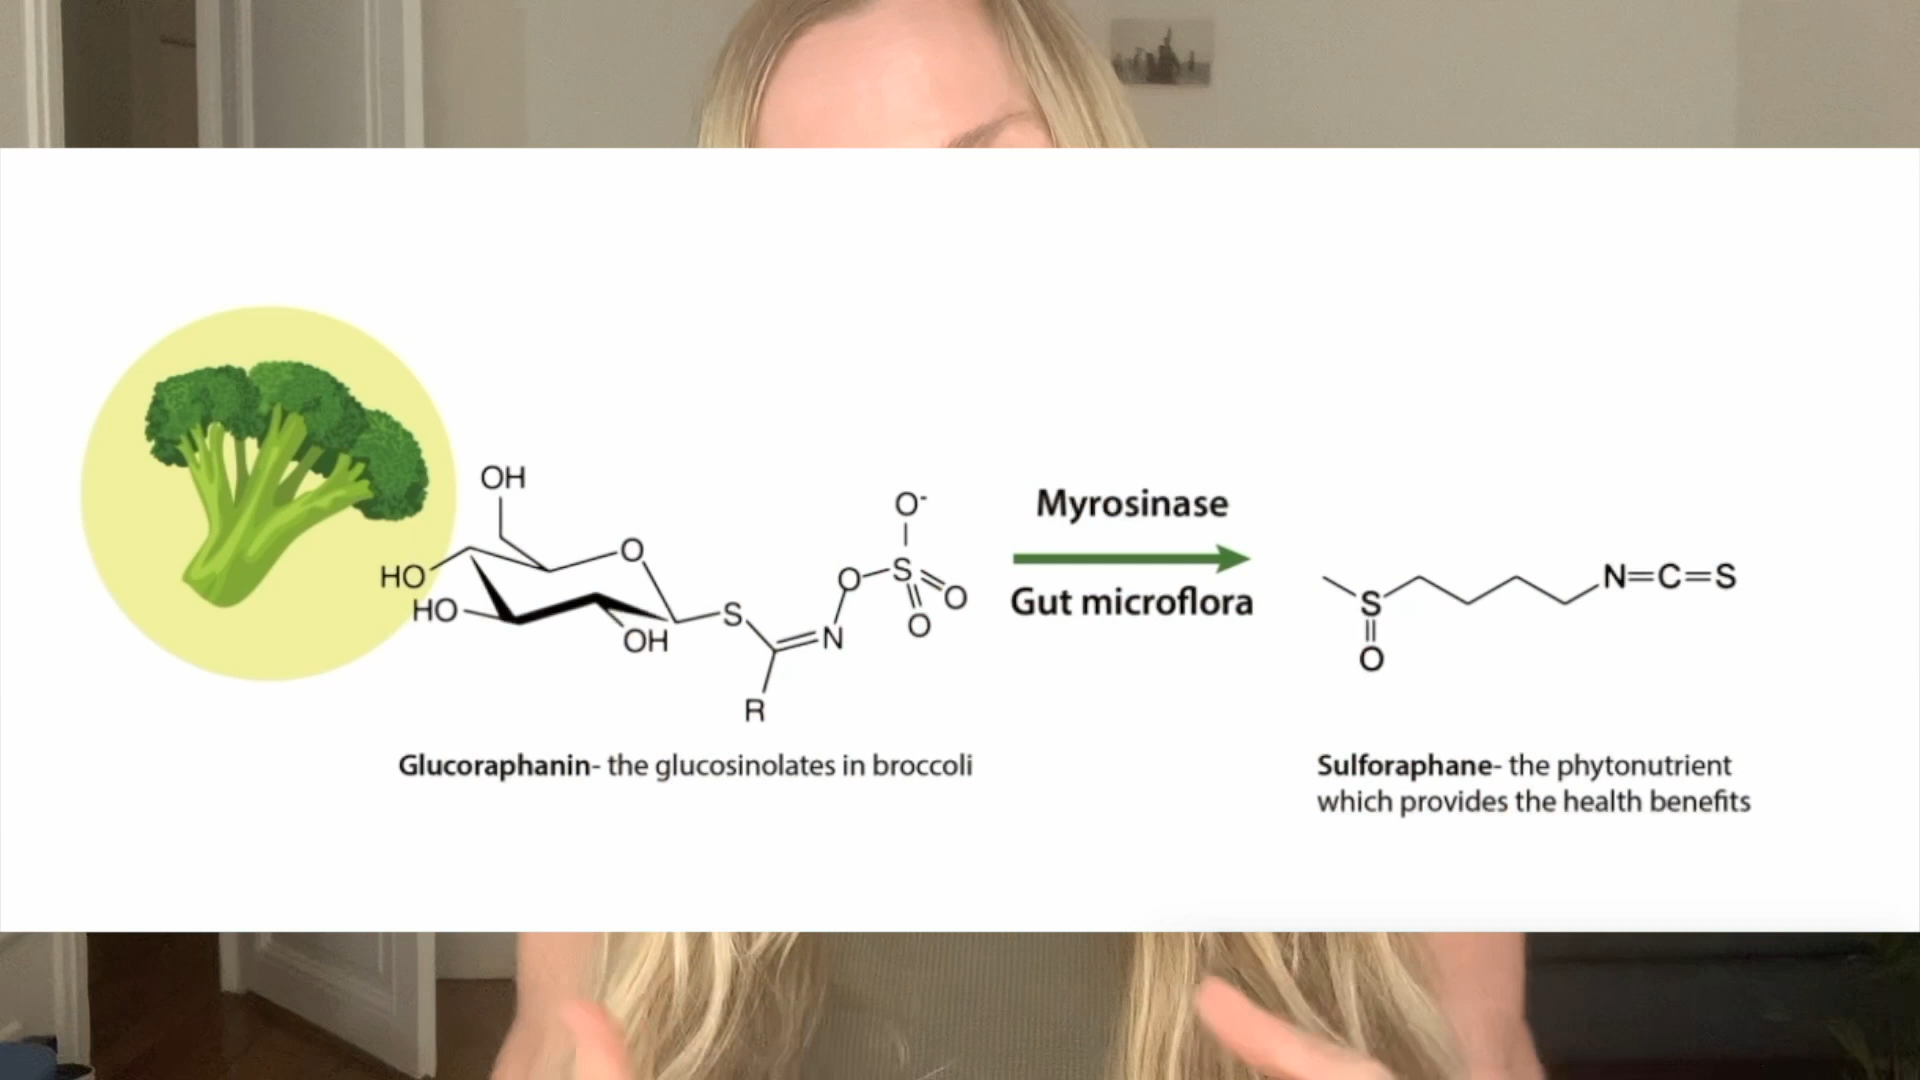 OH
HO
HO
OH
O
S
R
N
O
S
O-
O
O
Myrosinase
Gut microflora
S
O
N=C=S
Glucoraphanin- the glucosinolates in broccoli
Sulforaphane- the phytonutrient
which provides the health benefits